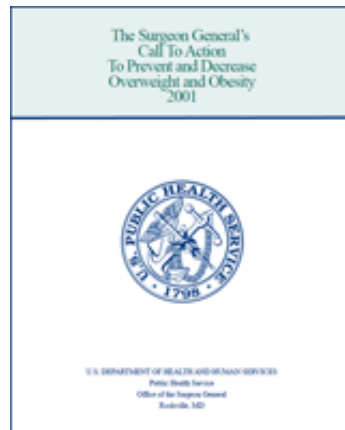 The Surgeon General's
Call To Action
To Prevent and Decrease
Overweight and Obesity
2001
U.S. PUBLIC HEALTH SERVICE
• 1798 •
U.S. DEPARTMENT OF HEALTH AND HUMAN SERVICES
Public Health Service
Office of the Surgeon General
Rockville, MD